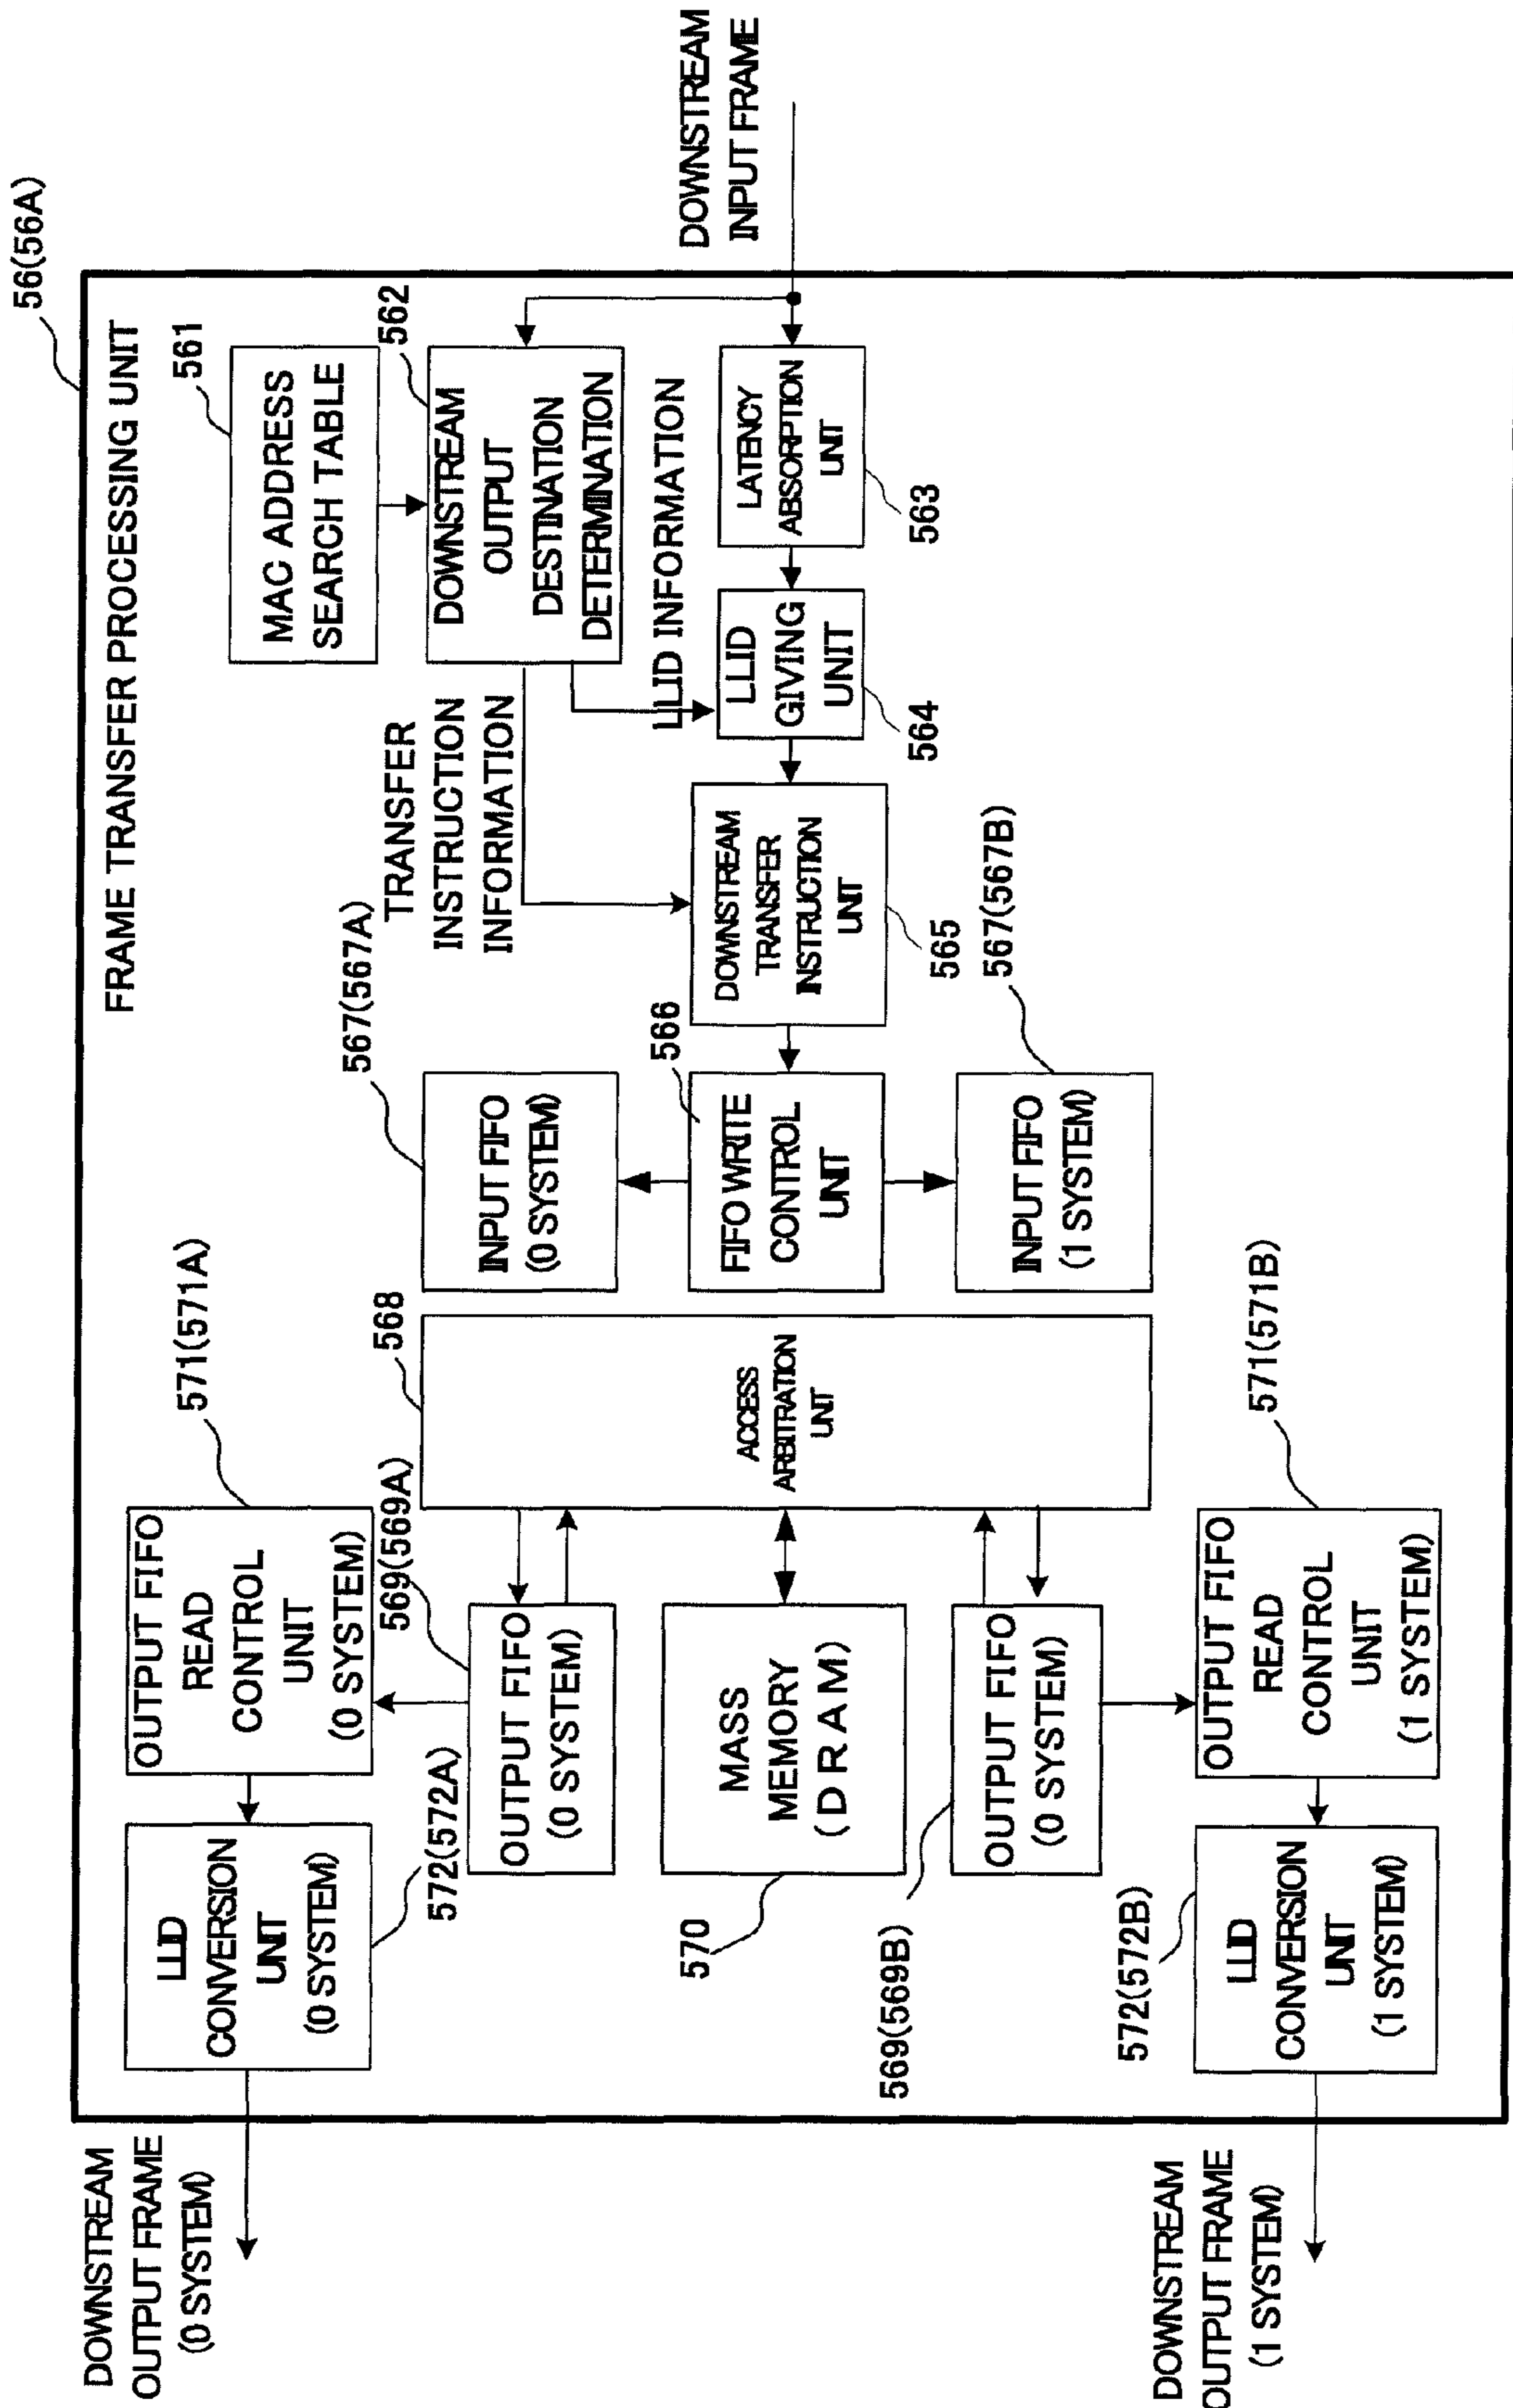 56(56A)
FRAME TRANSFER PROCESSING UNIT
DOWNSTREAM
INPUT FRAME
561
MAC ADDRESS
SEARCH TABLE
562
DOWNSTREAM
OUTPUT
DESTINATION
DETERMINATION
LATENCY
ABSORPTION
UNIT
563
LLID INFORMATION
LLID
GIVING
UNIT
564
TRANSFER
INSTRUCTION
INFORMATION
DOWNSTREAM
TRANSFER
INSTRUCTION
UNIT
565
566
FIFO WRITE
CONTROL
UNIT
567(567A)
INPUT FIFO
(0 SYSTEM)
567(567B)
INPUT FIFO
(1 SYSTEM)
568
ACCESS
ARBITRATION
UNIT
569(569A)
OUTPUT FIFO
(0 SYSTEM)
MASS
MEMORY
(DRAM)
570
OUTPUT FIFO
(0 SYSTEM)
569(569B)
571(571A)
OUTPUT FIFO
READ
CONTROL
UNIT
(0 SYSTEM)
571(571B)
OUTPUT FIFO
READ
CONTROL
UNIT
(1 SYSTEM)
572(572A)
LLID
CONVERSION
UNIT
(0 SYSTEM)
572(572B)
LLID
CONVERSION
UNIT
(1 SYSTEM)
DOWNSTREAM
OUTPUT FRAME
(0 SYSTEM)
DOWNSTREAM
OUTPUT FRAME
(1 SYSTEM)